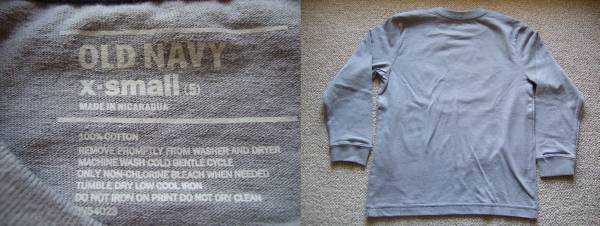 OLD NAVY
x-small (5)
MADE IN NICARAGUA
100% COTTON
REMOVE PROMPTLY FROM WASHER AND DRYER
MACHINE WASH COLD GENTLE CYCLE
ONLY NON-CHLORINE BLEACH WHEN NEEDED
TUMBLE DRY LOW COOL IRON
DO NOT IRON ON PRINT DO NOT DRY CLEAN